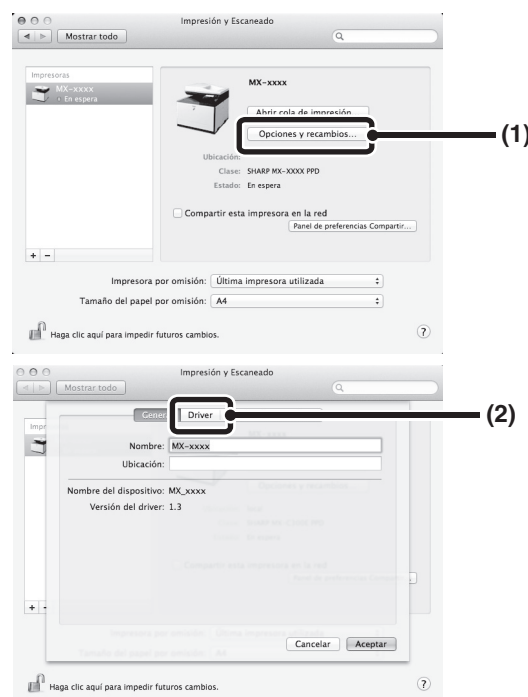 Impresión y Escaneado
Mostrar todo
Impresoras
MX-xxxx
En espera
MX-xxxx
Abrir cola de impresión...
Opciones y recambios...
(1)
Ubicación:
Clase: SHARP MX-XXXX PPD
Estado: En espera
Compartir esta impresora en la red
Panel de preferencias Compartir...
+ −
Impresora por omisión: Última impresora utilizada
Tamaño del papel por omisión: A4
Haga clic aquí para impedir futuros cambios.
?
Impresión y Escaneado
Mostrar todo
Driver
(2)
Nombre: MX-xxxx
Ubicación:
Nombre del dispositivo: MX_xxxx
Versión del driver: 1.3
Cancelar Aceptar
Haga clic aquí para impedir futuros cambios.
?